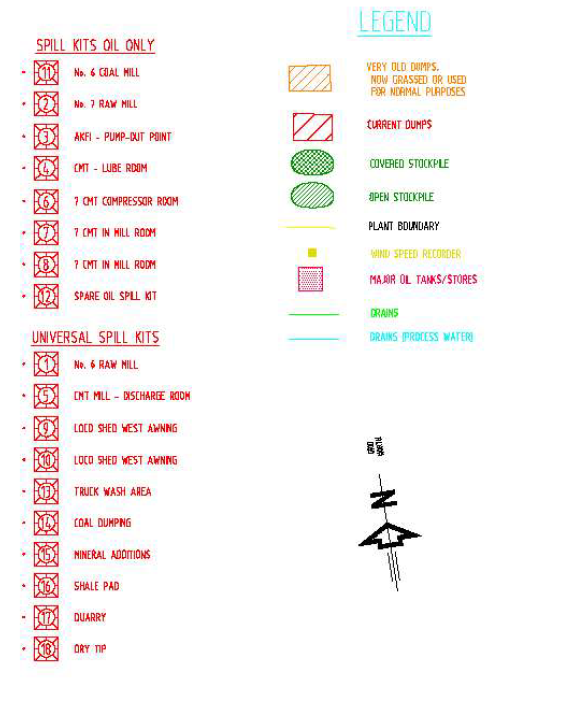 SPILL KITS OIL ONLY
11 No. 6 COAL MILL
2 No. 7 RAW MILL
3 AKFI - PUMP-OUT POINT
4 CMT - LUBE ROOM
6 7 CMT COMPRESSOR ROOM
7 7 CMT IN MILL ROOM
8 7 CMT IN MILL ROOM
12 SPARE OIL SPILL KIT
UNIVERSAL SPILL KITS
1 No. 6 RAW MILL
5 CMT MILL - DISCHARGE ROOM
9 LOCO SHED WEST AWNING
10 LOCO SHED WEST AWNING
13 TRUCK WASH AREA
14 COAL DUMPING
15 MINERAL ADDITIONS
16 SHALE PAD
17 QUARRY
18 DRY TIP
LEGEND
VERY OLD DUMPS.
NOW GRASSED OR USED
FOR NORMAL PURPOSES
CURRENT DUMPS
COVERED STOCKPILE
OPEN STOCKPILE
PLANT BOUNDARY
WIND SPEED RECORDER
MAJOR OIL TANKS/STORES
DRAINS
DRAINS (PROCESS WATER)
GRID
NORTH
N